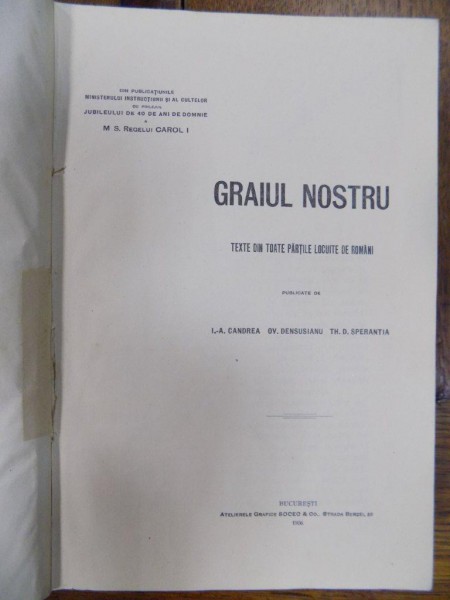 DIN PUBLICAȚIUNILE
MINISTERULUI INSTRUCȚIUNII ȘI AL CULTELOR
CU PRILEJUL
JUBILEULUI DE 40 DE ANI DE DOMNIE
A
M S. REGELUI CAROL I
GRAIUL NOSTRU
TEXTE DIN TOATE PĂRȚILE LOCUITE DE ROMÂNI
PUBLICATE DE
I.-A. CANDREA OV. DENSUSIANU TH. D. SPERANȚIA
BUCUREȘTI
ATELIERELE GRAFICE SOCEC & Co. STRADA BERZEI, 59
1906.